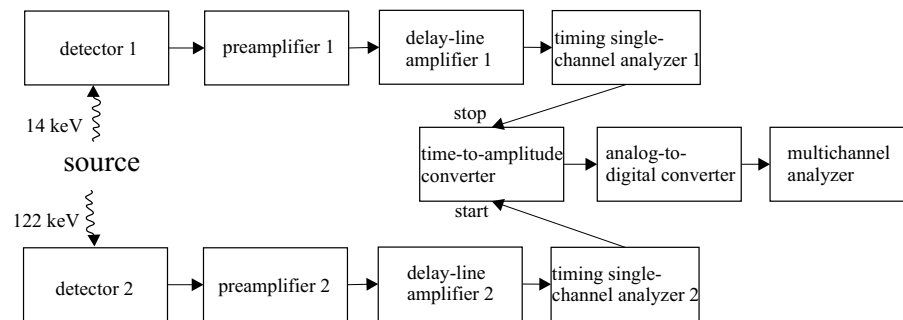 detector 1
preamplifier 1
delay-line
amplifier 1
timing single-
channel analyzer 1
14 keV
stop
source
time-to-amplitude
converter
analog-to-
digital converter
multichannel
analyzer
122 keV
start
detector 2
preamplifier 2
delay-line
amplifier 2
timing single-
channel analyzer 2